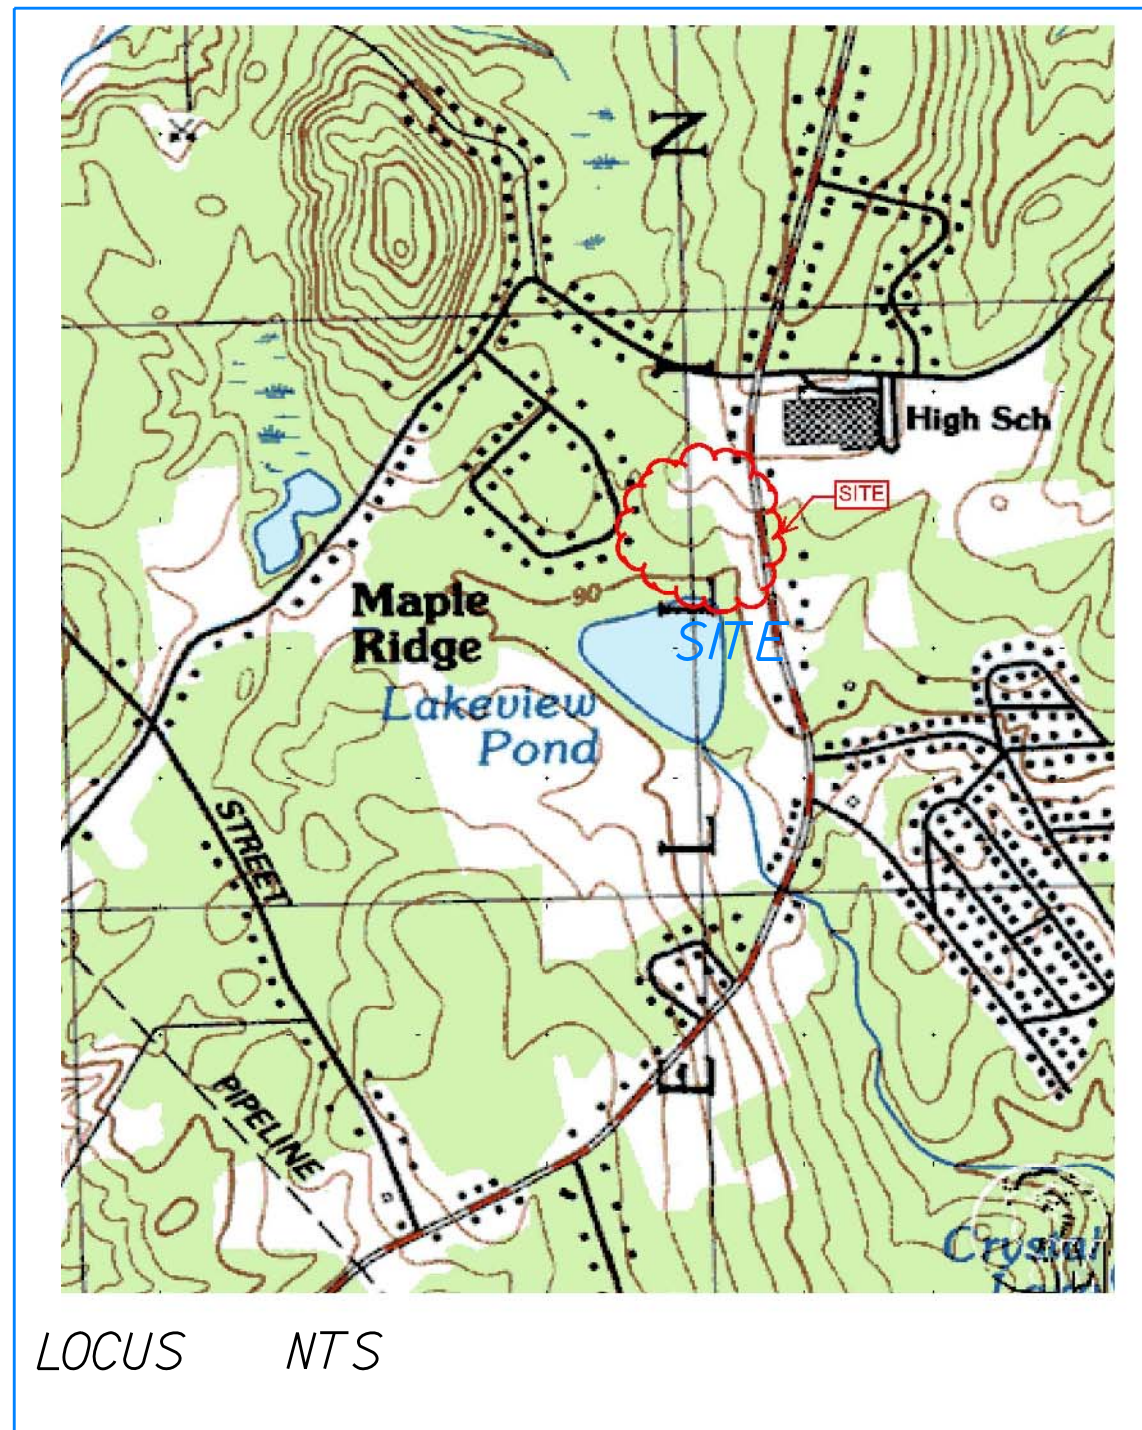 N
I
High Sch
SITE
Maple
Ridge
90
I
SITE
Lakeview
Pond
STREET
L
E
PIPELINE
Crystal
LOCUS NTS